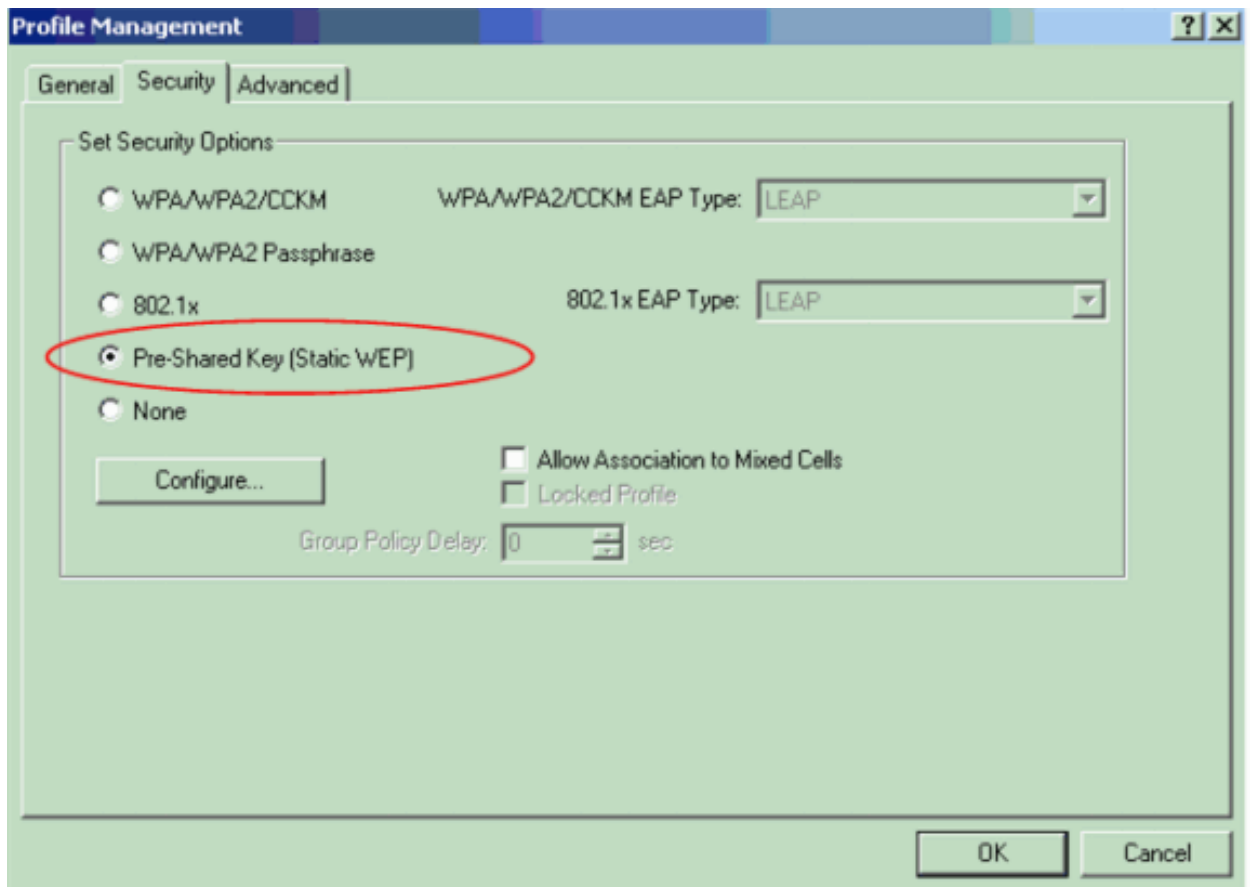 Profile Management
General Security Advanced
Set Security Options
WPA/WPA2/CCKM WPA/WPA2/CCKM EAP Type: LEAP
WPA/WPA2 Passphrase
802.1x 802.1x EAP Type: LEAP
Pre-Shared Key (Static WEP)
None
Allow Association to Mixed Cells
Configure...
Locked Profile
Group Policy Delay: 0 sec
OK Cancel